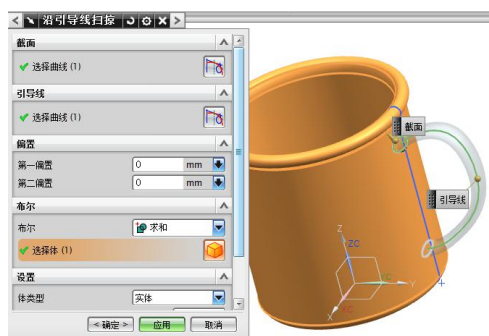 沿引导线扫掠
截面
选择曲线 (1)
引导线
选择曲线 (1)
偏置
第一偏置 0 mm
第二偏置 0 mm
布尔
布尔 求和
选择体 (1)
设置
体类型 实体
<确定> 应用 取消
截面
引导线
Z
ZC
Y
X